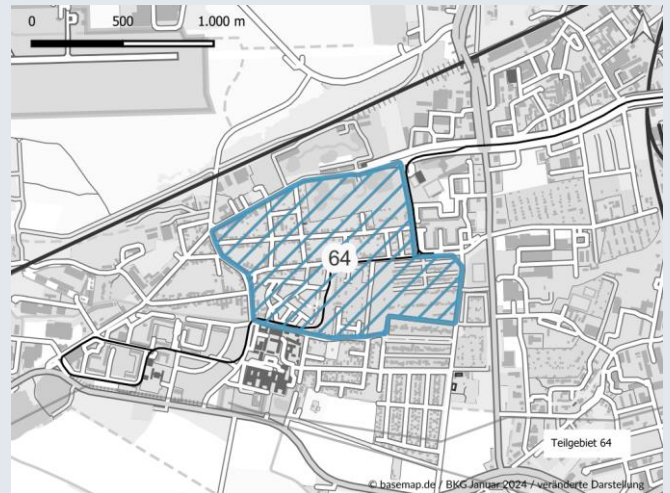 0 500 1.000 m
64
Teilgebiet 64
© basemap.de / BKG Januar 2024 / veränderte Darstellung